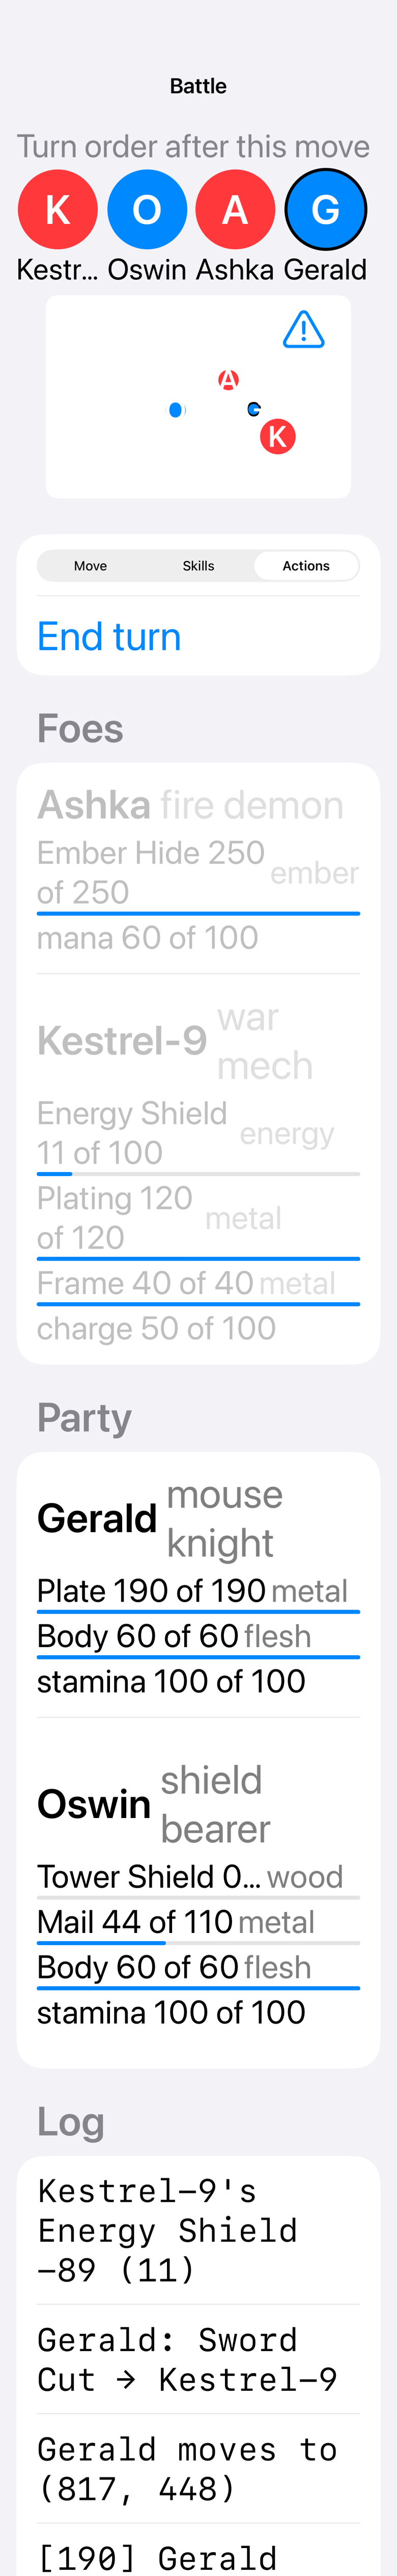 Battle
Turn order after this move
K O A G
Kestr... Oswin Ashka Gerald
A
K
Move Skills Actions
End turn
Foes
Ashka fire demon
Ember Hide 250
of 250
ember
mana 60 of 100
Kestrel-9
war
mech
Energy Shield
11 of 100
energy
Plating 120
of 120
metal
Frame 40 of 40 metal
charge 50 of 100
Party
Gerald
mouse
knight
Plate 190 of 190 metal
Body 60 of 60 flesh
stamina 100 of 100
Oswin
shield
bearer
Tower Shield 0... wood
Mail 44 of 110 metal
Body 60 of 60 flesh
stamina 100 of 100
Log
Kestrel-9's
Energy Shield
-89 (11)
Gerald: Sword
Cut → Kestrel-9
Gerald moves to
(817, 448)
[190] Gerald